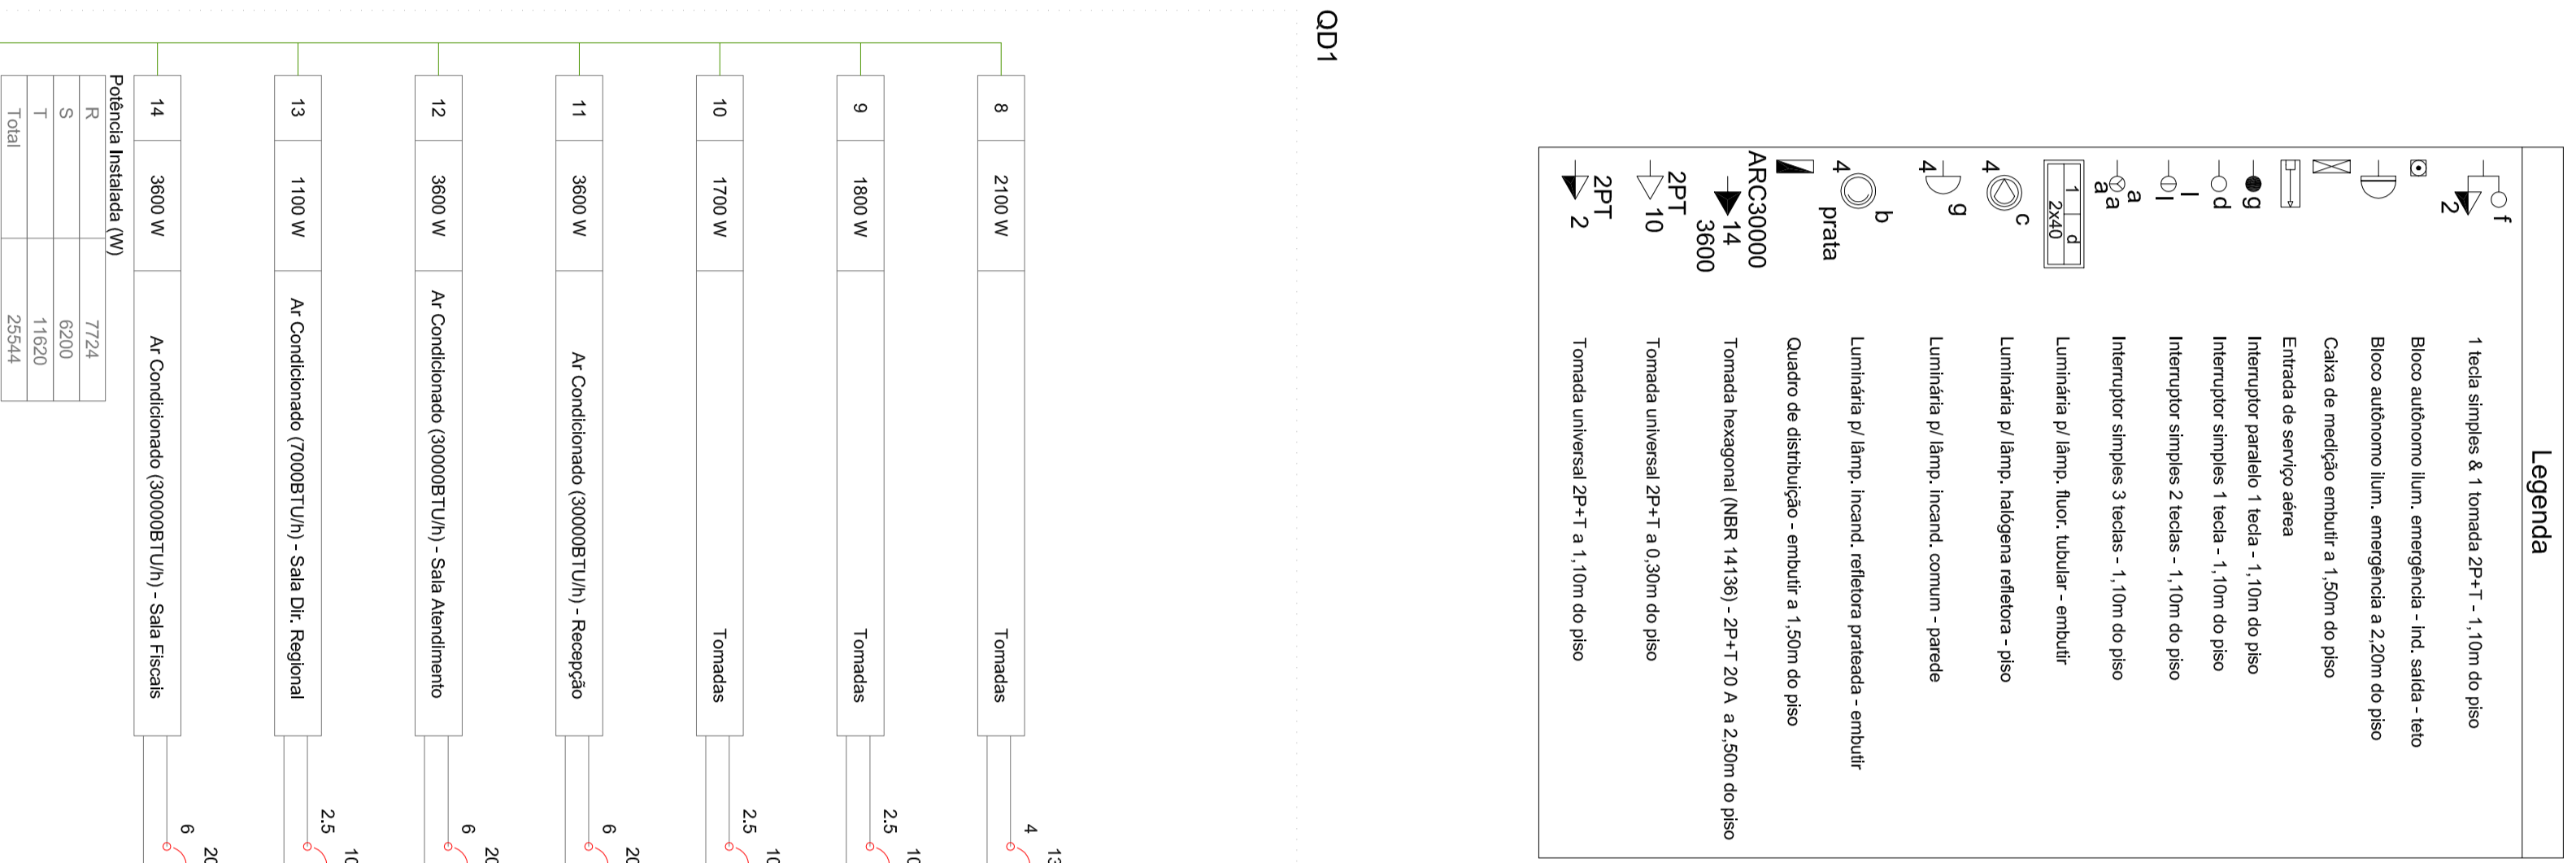 Legenda
f
2
1 tecla simples & 1 tomada 2P+T - 1,10m do piso
Bloco autônomo ilum. emergência - ind. saída - teto
Bloco autônomo ilum. emergência a 2,20m do piso
Caixa de medição embutir a 1,50m do piso
Entrada de serviço aérea
g
Interruptor paralelo 1 tecla - 1,10m do piso
d
Interruptor simples 1 tecla - 1,10m do piso
I
I
Interruptor simples 2 teclas - 1,10m do piso
a
a
a
Interruptor simples 3 teclas - 1,10m do piso
1 d
2x40
Luminária p/ lâmp. fluor. tubular - embutir
c
4
Luminária p/ lâmp. halógena refletora - piso
g
4
Luminária p/ lâmp. incand. comum - parede
b
4
prata
Luminária p/ lâmp. incand. refletora prateada - embutir
Quadro de distribuição - embutir a 1,50m do piso
ARC30000
14
3600
Tomada hexagonal (NBR 14136) - 2P+T 20 A a 2,50m do piso
2PT
10
Tomada universal 2P+T a 0,30m do piso
2PT
2
Tomada universal 2P+T a 1,10m do piso
QD1
8 2100 W Tomadas 4
9 1800 W Tomadas 2.5
10 1700 W Tomadas 2.5
11 3600 W Ar Condicionado (30000BTU/h) - Recepção 6
12 3600 W Ar Condicionado (30000BTU/h) - Sala Atendimento 6
13 1100 W Ar Condicionado (7000BTU/h) - Sala Dir. Regional 2.5
14 3600 W Ar Condicionado (30000BTU/h) - Sala Fiscais 6
Potência Instalada (W)
R 7724
S 6200
T 11620
Total 25544